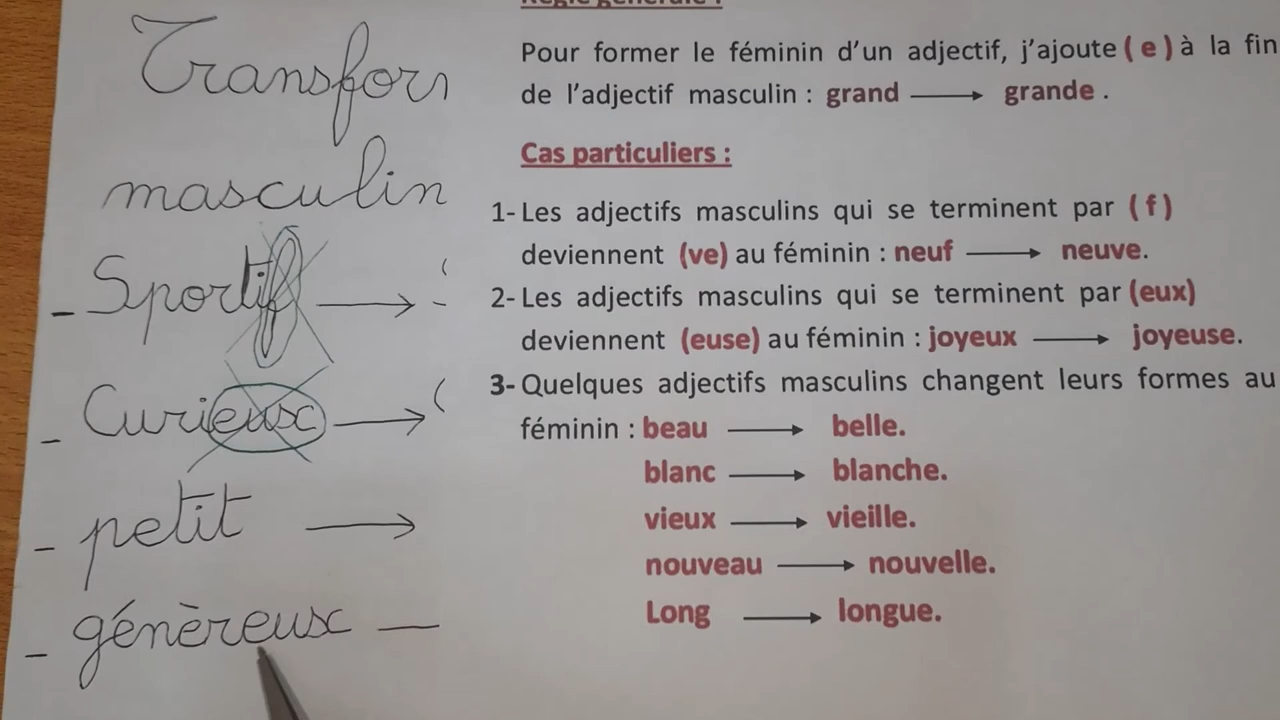 Transfor
masculin
- Sportif →
- Curieux → (
- petit →
- génèreux —
Règle générale :
Pour former le féminin d'un adjectif, j'ajoute ( e ) à la fin
de l'adjectif masculin : grand → grande .
Cas particuliers :
1- Les adjectifs masculins qui se terminent par ( f )
deviennent (ve) au féminin : neuf → neuve.
2- Les adjectifs masculins qui se terminent par (eux)
deviennent (euse) au féminin : joyeux → joyeuse.
3- Quelques adjectifs masculins changent leurs formes au
féminin : beau → belle.
blanc → blanche.
vieux → vieille.
nouveau → nouvelle.
Long → longue.